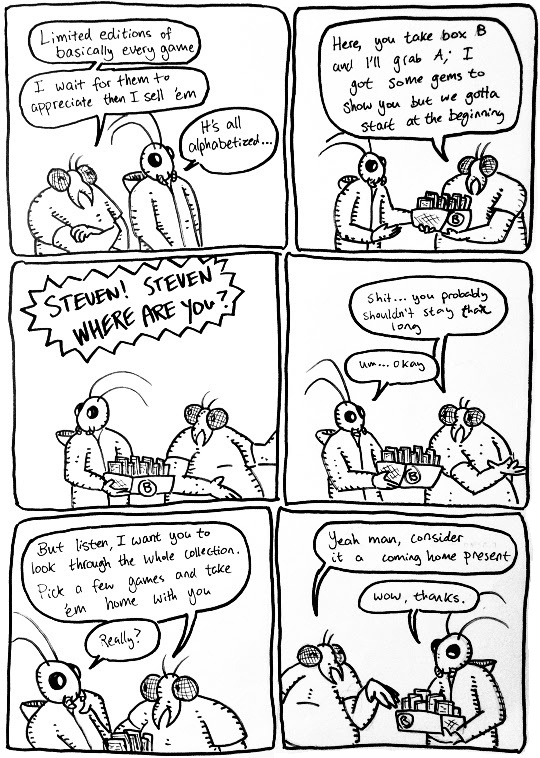 Limited editions of
basically every game
I wait for them to
appreciate then I sell 'em
It's all
alphabetized...
Here, you take box B
and I'll grab A; I
got some gems to
show you but we gotta
start at the beginning
B
STEVEN! STEVEN
WHERE ARE YOU?
B
Shit... you probably
shouldn't stay that
long
um... okay
B
But listen, I want you to
look through the whole collection.
Pick a few games and take
'em home with you
Really?
Yeah man, consider
it a coming home present
Wow, thanks.